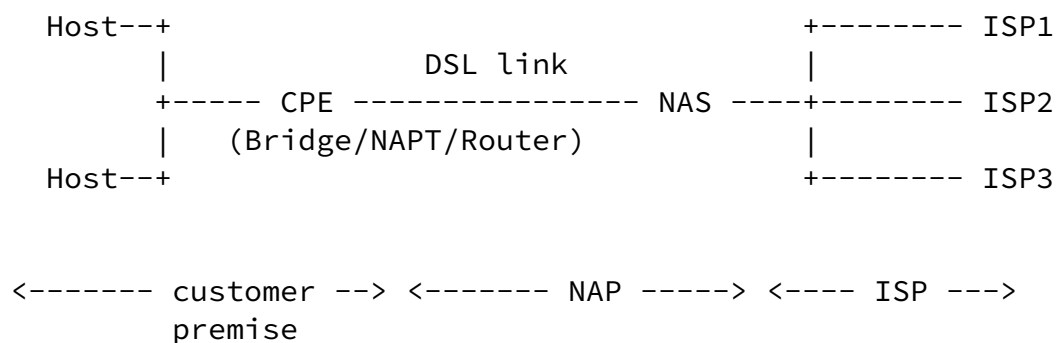 Host--+                                +-------- ISP1
      |             DSL link           |
      +----- CPE ---------------- NAS ----+-------- ISP2
      |   (Bridge/NAPT/Router)         |
Host--+                                +-------- ISP3
<------- customer --> <------- NAP -----> <---- ISP --->
         premise